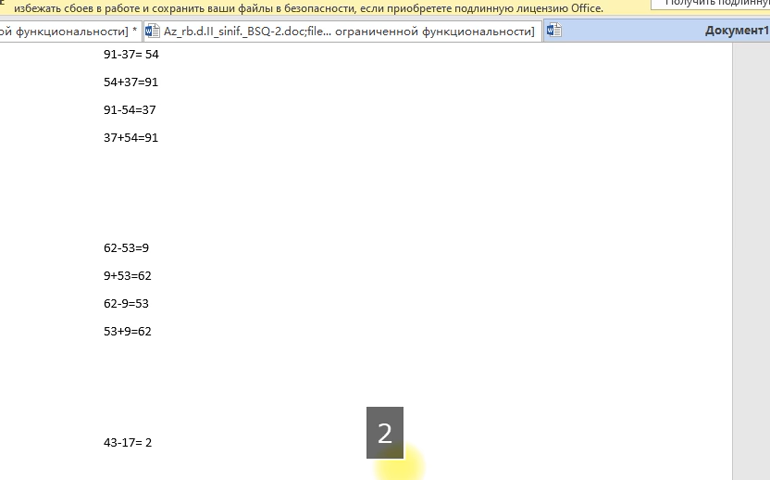 избежать сбоев в работе и сохранить ваши файлы в безопасности, если приобретете подлинную лицензию Office.
Получить подлинную
ой функциональности] *
Az_rb.d.II_sinif._BSQ-2.doc;file... ограниченной функциональности]
Документ1
91-37= 54
54+37=91
91-54=37
37+54=91
62-53=9
9+53=62
62-9=53
53+9=62
43-17= 2
2